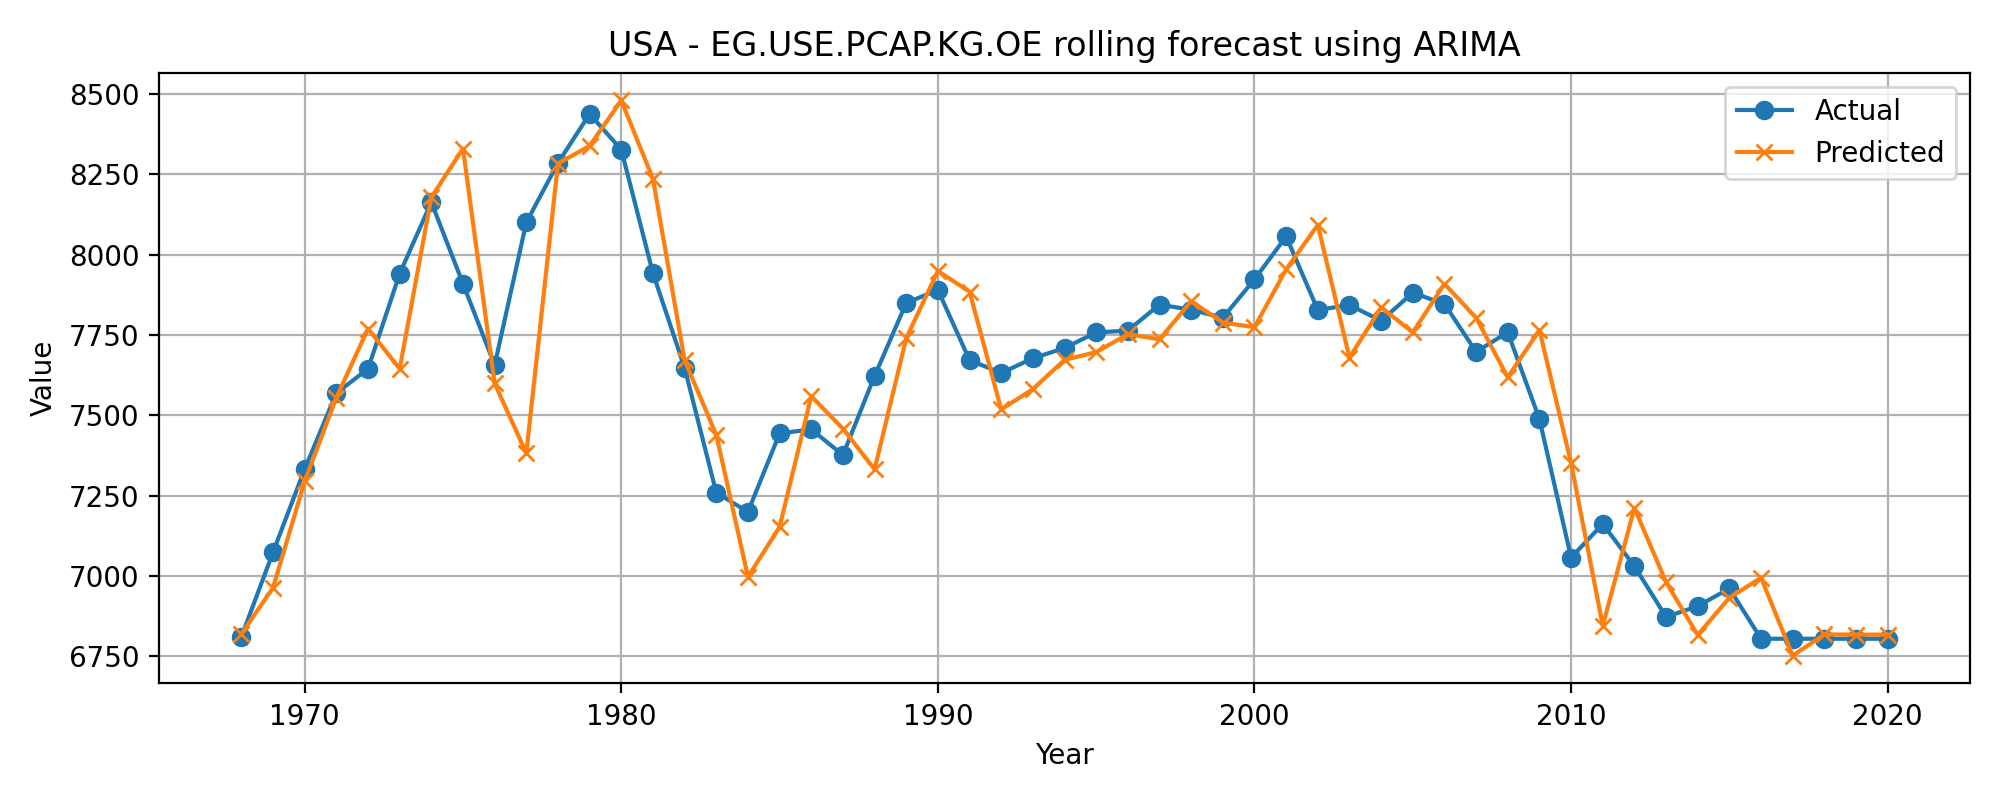 USA - EG.USE.PCAP.KG.OE rolling forecast using ARIMA
Actual
Predicted
8500
8250
8000
7750
7500
7250
7000
6750
Value
1970 1980 1990 2000 2010 2020
Year